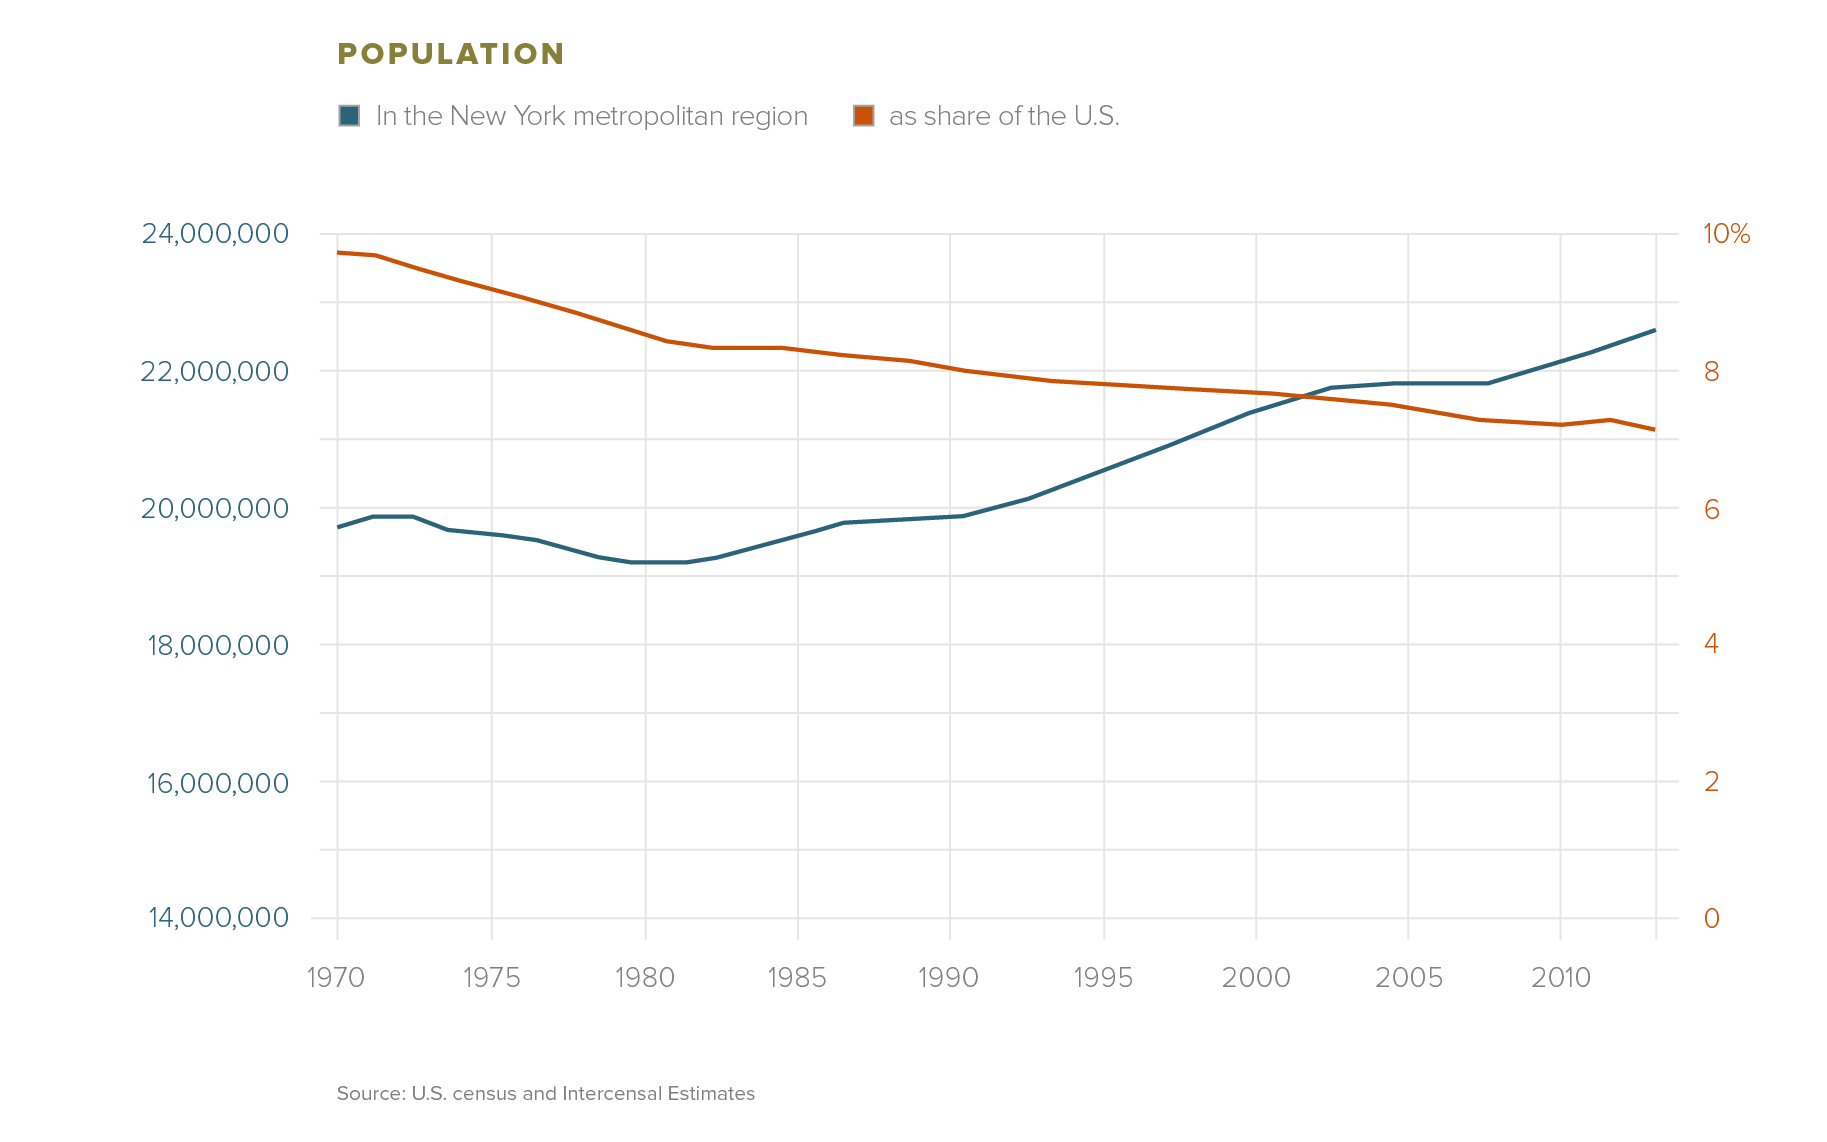 POPULATION
In the New York metropolitan region as share of the U.S.
24,000,000 10%
22,000,000 8
20,000,000 6
18,000,000 4
16,000,000 2
14,000,000 0
1970 1975 1980 1985 1990 1995 2000 2005 2010
Source: U.S. census and Intercensal Estimates